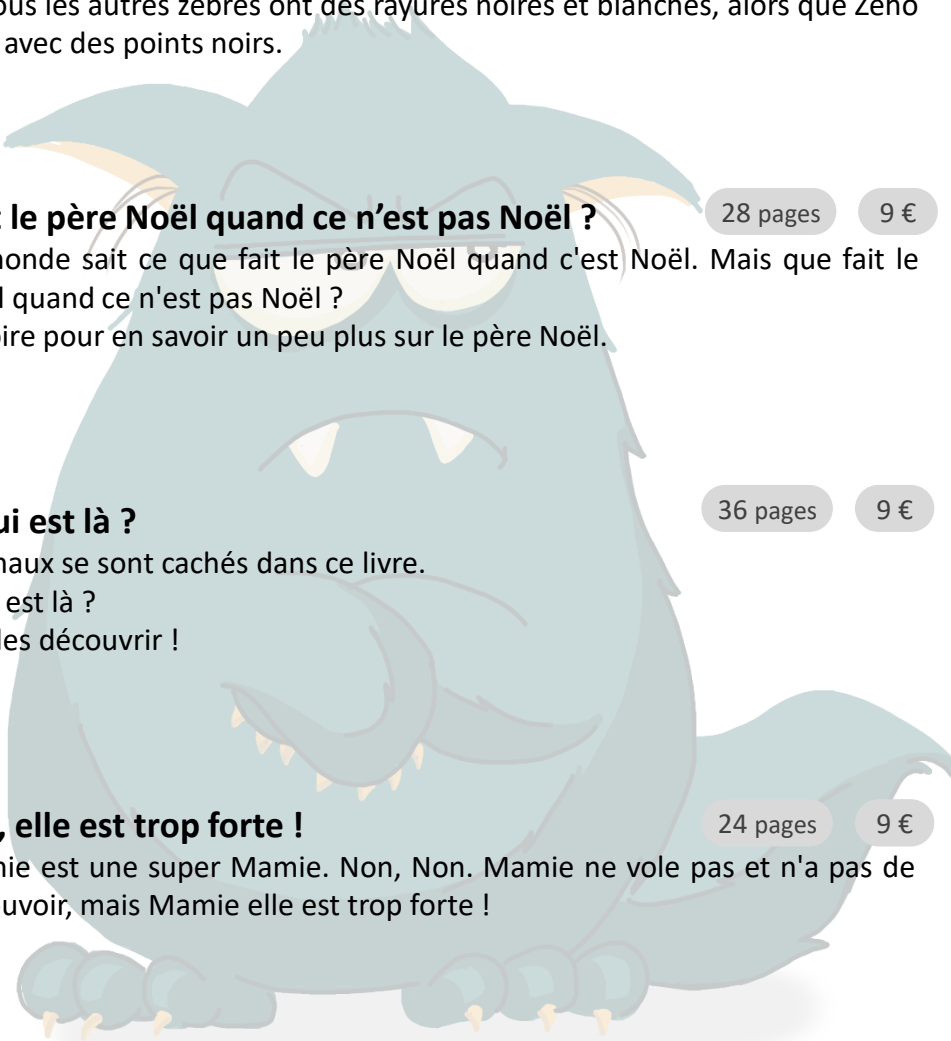 ous les autres zèbres ont des rayures noires et blanches, alors que Zéno
avec des points noirs.
le père Noël quand ce n’est pas Noël ? 28 pages 9 €
onde sait ce que fait le père Noël quand c'est Noël. Mais que fait le
quand ce n'est pas Noël ?
oire pour en savoir un peu plus sur le père Noël.
ui est là ? 36 pages 9 €
naux se sont cachés dans ce livre.
est là ?
les découvrir !
, elle est trop forte ! 24 pages 9 €
mie est une super Mamie. Non, Non. Mamie ne vole pas et n'a pas de
ouvoir, mais Mamie elle est trop forte !